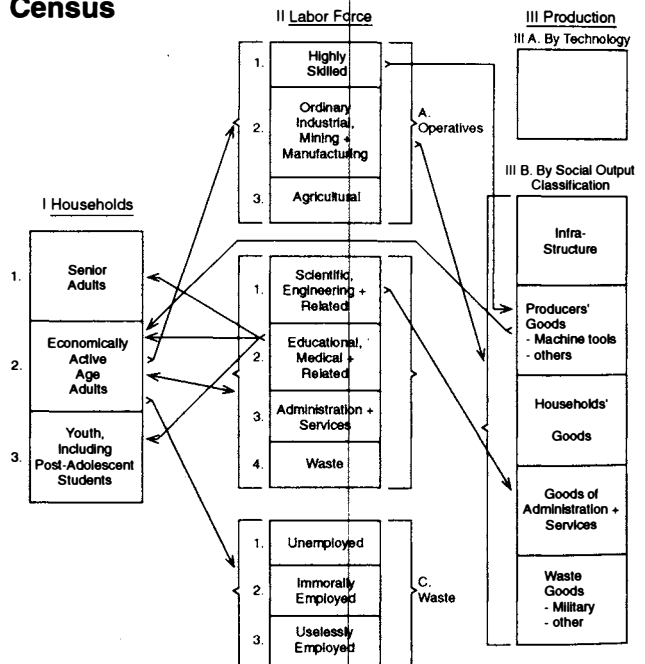 Census
II Labor Force
III Production
III A. By Technology
1.
Highly
Skilled
2.
Ordinary
Industrial,
Mining +
Manufacturing
3.
Agricultural
A.
Operatives
III B. By Social Output
Classification
I Households
1.
Senior
Adults
2.
Economically
Active
Age
Adults
3.
Youth,
Including
Post-Adolescent
Students
1.
Scientific,
Engineering +
Related
2.
Educational,
Medical +
Related
3.
Administration +
Services
4.
Waste
1.
Unemployed
2.
Immorally
Employed
3.
Uselessly
Employed
C.
Waste
Infra-
Structure
Producers'
Goods
- Machine tools
- others
Households'
Goods
Goods of
Administration +
Services
Waste
Goods
- Military
- other